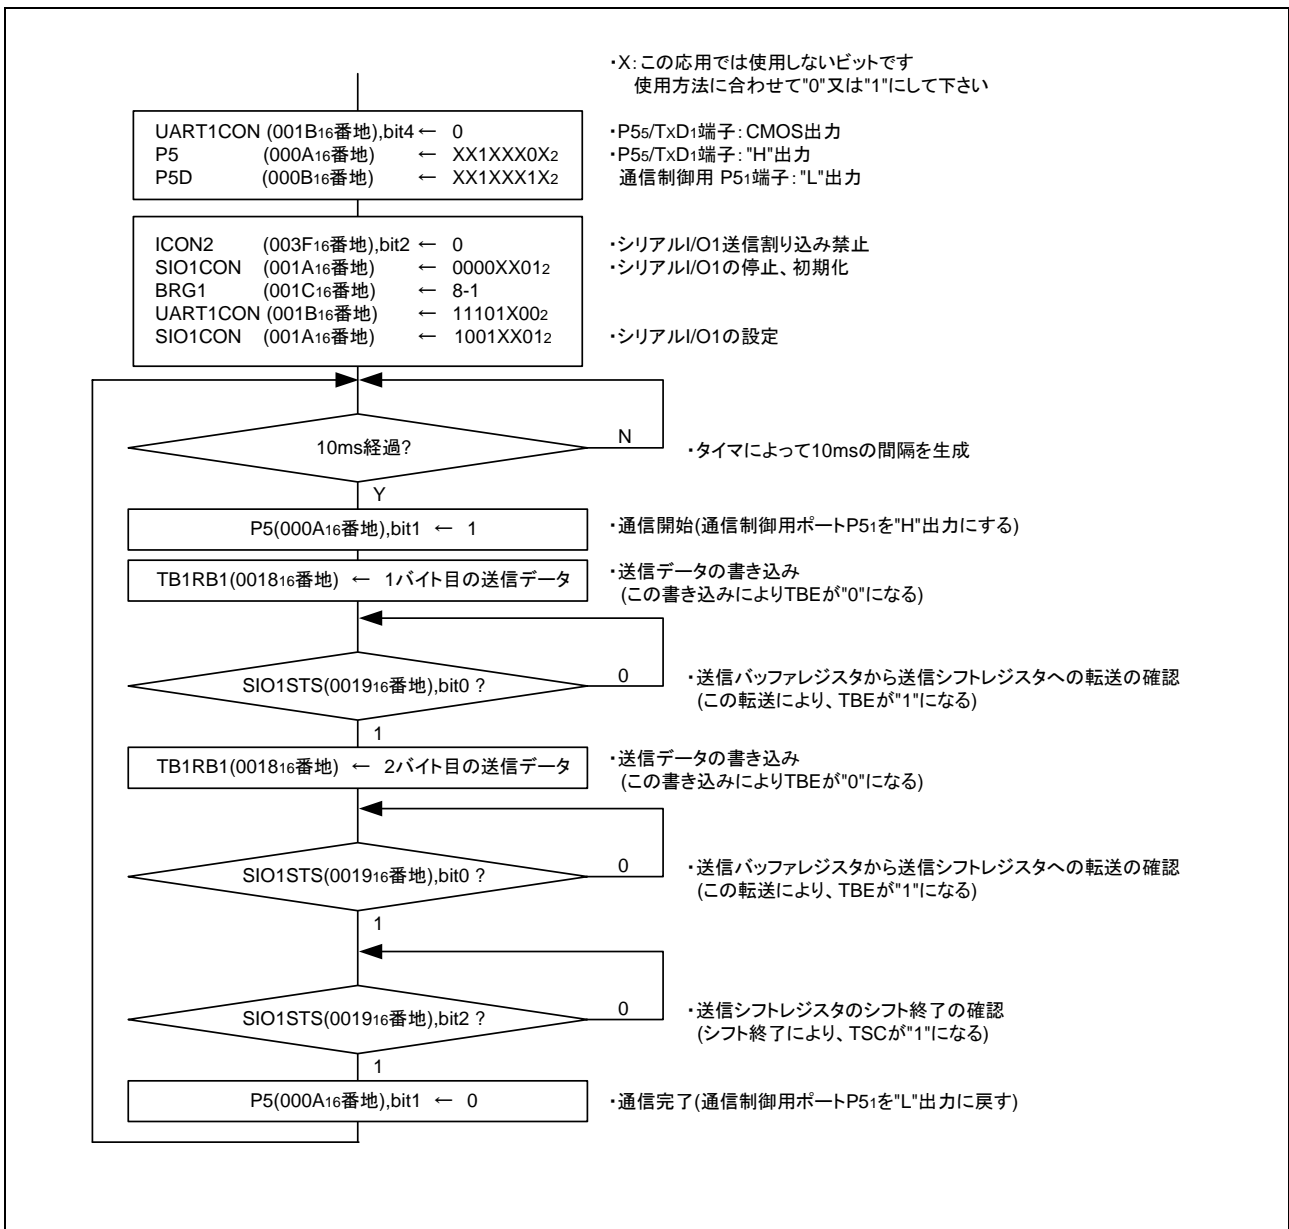 ・X：この応用では使用しないビットです
使用方法に合わせて"0"又は"1"にして下さい
UART1CON (001B16番地),bit4 ← 0 ・P55/TxD1端子：CMOS出力
P5 (000A16番地) ← XX1XXX0X2 ・P55/TxD1端子："H"出力
P5D (000B16番地) ← XX1XXX1X2 通信制御用 P51端子："L"出力
ICON2 (003F16番地),bit2 ← 0 ・シリアルI/O1送信割り込み禁止
SIO1CON (001A16番地) ← 0000XX012 ・シリアルI/O1の停止、初期化
BRG1 (001C16番地) ← 8-1
UART1CON (001B16番地) ← 11101X002
SIO1CON (001A16番地) ← 1001XX012 ・シリアルI/O1の設定
10ms経過? N ・タイマによって10msの間隔を生成
Y
P5(000A16番地),bit1 ← 1 ・通信開始(通信制御用ポートP51を"H"出力にする)
TB1RB1(001816番地) ← 1バイト目の送信データ ・送信データの書き込み
(この書き込みによりTBEが"0"になる)
SIO1STS(001916番地),bit0 ? 0 ・送信バッファレジスタから送信シフトレジスタへの転送の確認
(この転送により、TBEが"1"になる)
1
TB1RB1(001816番地) ← 2バイト目の送信データ ・送信データの書き込み
(この書き込みによりTBEが"0"になる)
SIO1STS(001916番地),bit0 ? 0 ・送信バッファレジスタから送信シフトレジスタへの転送の確認
(この転送により、TBEが"1"になる)
1
SIO1STS(001916番地),bit2 ? 0 ・送信シフトレジスタのシフト終了の確認
(シフト終了により、TSCが"1"になる)
1
P5(000A16番地),bit1 ← 0 ・通信完了(通信制御用ポートP51を"L"出力に戻す)